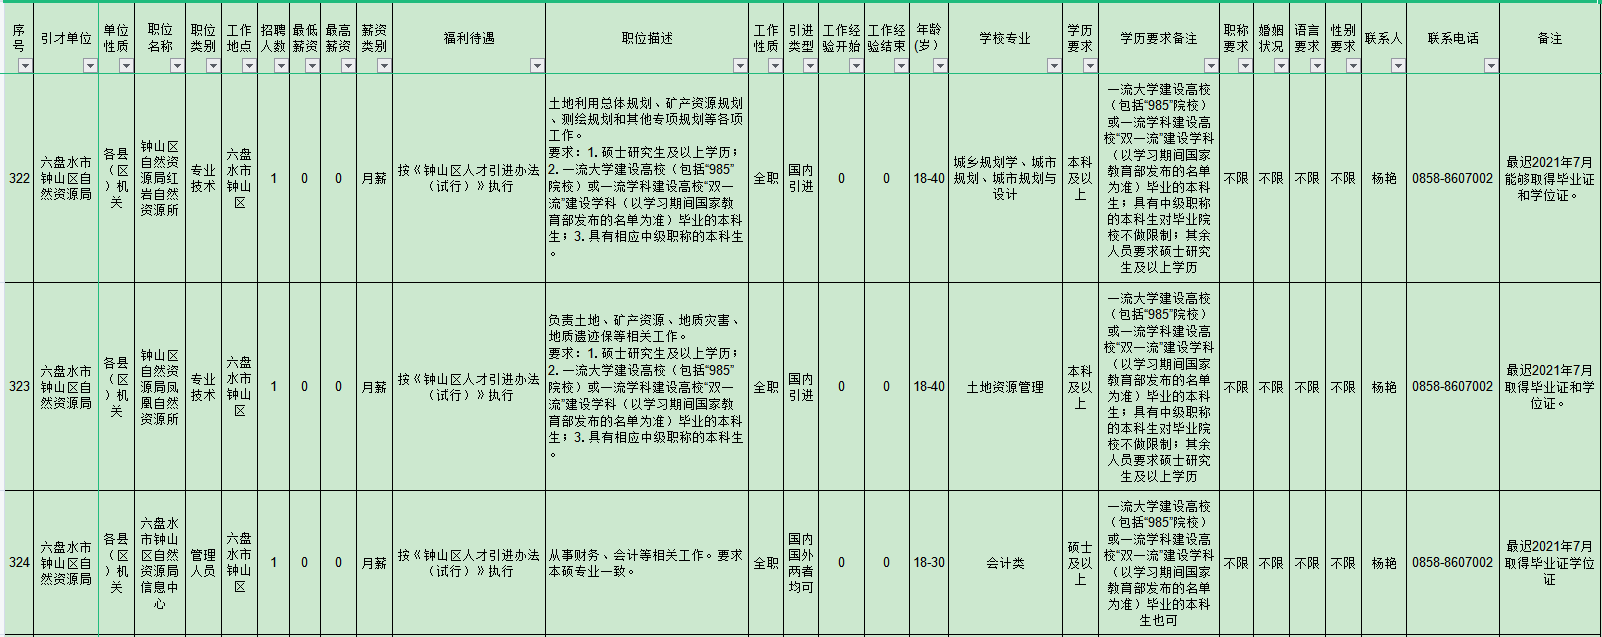 序号
引才单位
单位性质
职位名称
职位类别
工作地点
招聘人数
最低薪资
最高薪资
薪资类别
福利待遇
职位描述
工作性质
引进类型
工作经验开始
工作经验结束
年龄(岁)
学校专业
学历要求
学历要求备注
职称要求
婚姻状况
语言要求
性别要求
联系人
联系电话
备注
322
六盘水市
钟山区自
然资源局
各县
（区
）机
关
钟山区
自然资
源局红
岩自然
资源所
专业
技术
六盘
水市
钟山
区
1
0
0
月薪
按《钟山区人才引进办法
（试行）》执行
土地利用总体规划、矿产资源规划
、测绘规划和其他专项规划等各项
工作。
要求：1.硕士研究生及以上学历；
2.一流大学建设高校（包括“985”
院校）或一流学科建设高校“双一
流”建设学科（以学习期间国家教
育部发布的名单为准）毕业的本科
生；3.具有相应中级职称的本科生
。
全职
国内
引进
0
0
18-40
城乡规划学、城市
规划、城市规划与
设计
本科
及以
上
一流大学建设高校
（包括“985”院校）
或一流学科建设高
校“双一流”建设学科
（以学习期间国家
教育部发布的名单
为准）毕业的本科
生；具有中级职称
的本科生对毕业院
校不做限制；其余
人员要求硕士研究
生及以上学历
不限
不限
不限
不限
杨艳
0858-8607002
最迟2021年7月
能够取得毕业证
和学位证。
323
六盘水市
钟山区自
然资源局
各县
（区
）机
关
钟山区
自然资
源局凤
凰自然
资源所
专业
技术
六盘
水市
钟山
区
1
0
0
月薪
按《钟山区人才引进办法
（试行）》执行
负责土地、矿产资源、地质灾害、
地质遗迹保等相关工作。
要求：1.硕士研究生及以上学历；
2.一流大学建设高校（包括“985”
院校）或一流学科建设高校“双一
流”建设学科（以学习期间国家教
育部发布的名单为准）毕业的本科
生；3.具有相应中级职称的本科生
。
全职
国内
引进
0
0
18-40
土地资源管理
本科
及以
上
一流大学建设高校
（包括“985”院校）
或一流学科建设高
校“双一流”建设学科
（以学习期间国家
教育部发布的名单
为准）毕业的本科
生；具有中级职称
的本科生对毕业院
校不做限制；其余
人员要求硕士研究
生及以上学历
不限
不限
不限
不限
杨艳
0858-8607002
最迟2021年7月
取得毕业证和学
位证。
324
六盘水市
钟山区自
然资源局
各县
（区
）机
关
六盘水
市钟山
区自然
资源局
信息中
心
管理
人员
六盘
水市
钟山
区
1
0
0
月薪
按《钟山区人才引进办法
（试行）》执行
从事财务、会计等相关工作。要求
本硕专业一致。
全职
国内
国外
两者
均可
0
0
18-30
会计类
硕士
及以
上
一流大学建设高校
（包括“985”院校）
或一流学科建设高
校“双一流”建设学科
（以学习期间国家
教育部发布的名单
为准）毕业的本科
生也可
不限
不限
不限
不限
杨艳
0858-8607002
最迟2021年7月
取得毕业证学位
证